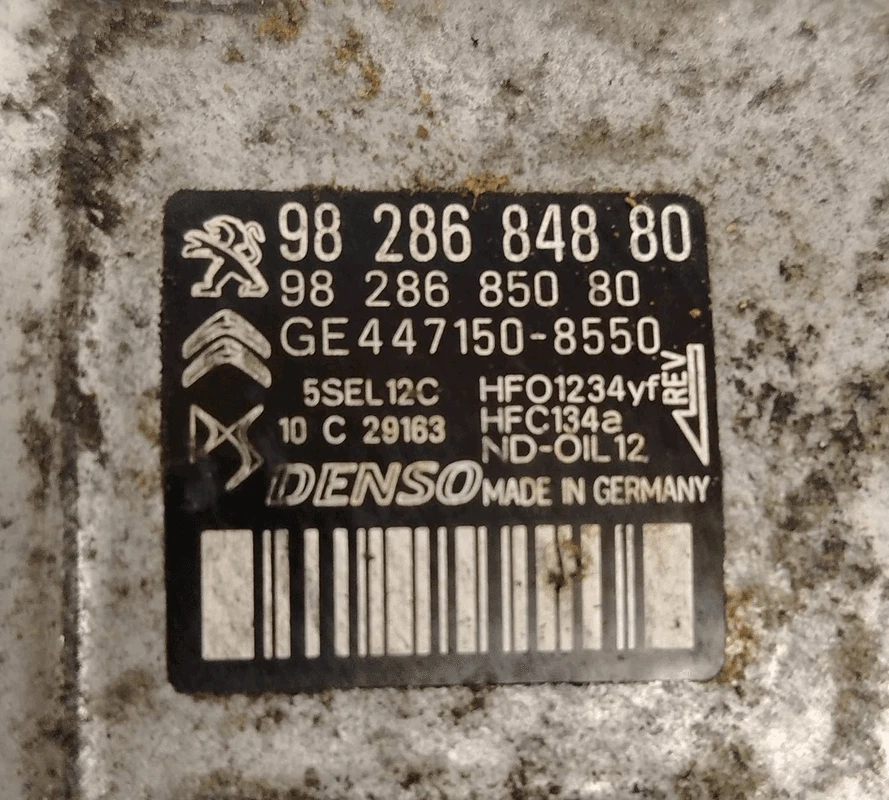 98 286 848 80
98 286 850 80
GE447150-8550
5SEL12C
HFO1234yf
10 C 29163
HFC134a
ND-OIL12
REV
DENSO
MADE IN GERMANY